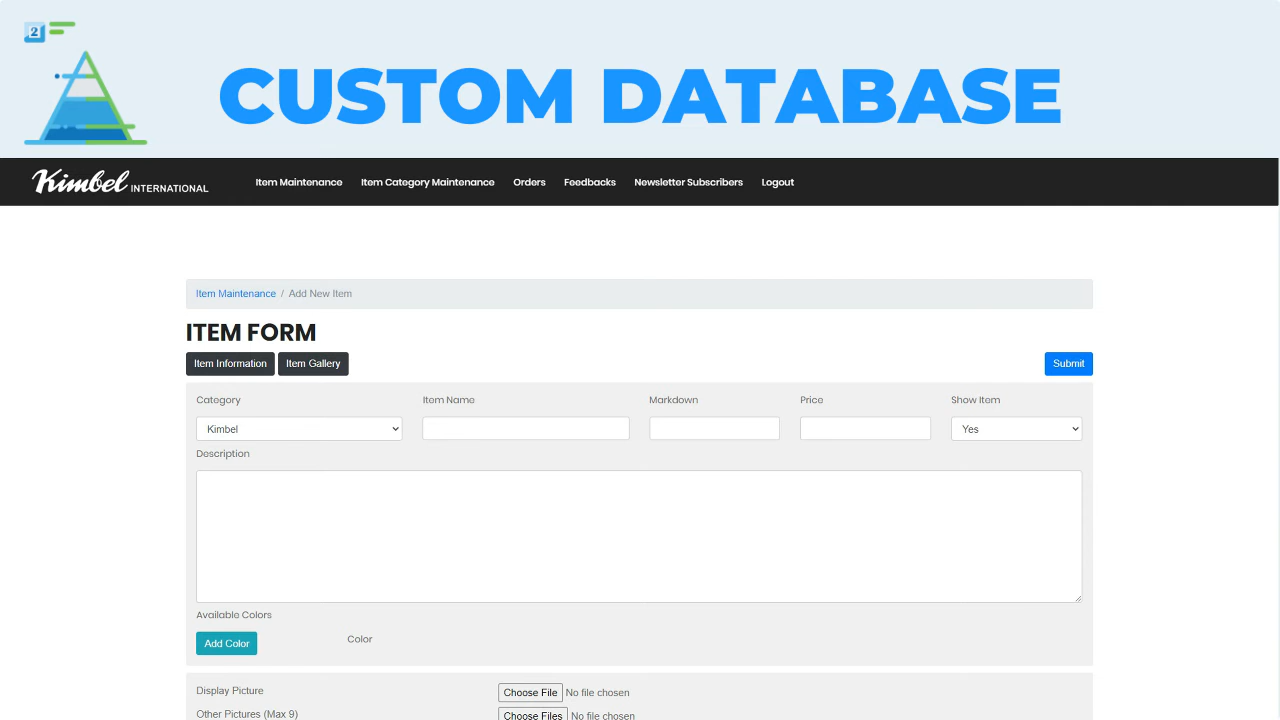 2
CUSTOM DATABASE
Kimbel INTERNATIONAL Item Maintenance Item Category Maintenance Orders Feedbacks Newsletter Subscribers Logout
Item Maintenance / Add New Item
ITEM FORM
Item Information Item Gallery Submit
Category Item Name Markdown Price Show Item
Kimbel Yes
Description
Available Colors
Add Color Color
Display Picture Choose File No file chosen
Other Pictures (Max 9) Choose Files No file chosen